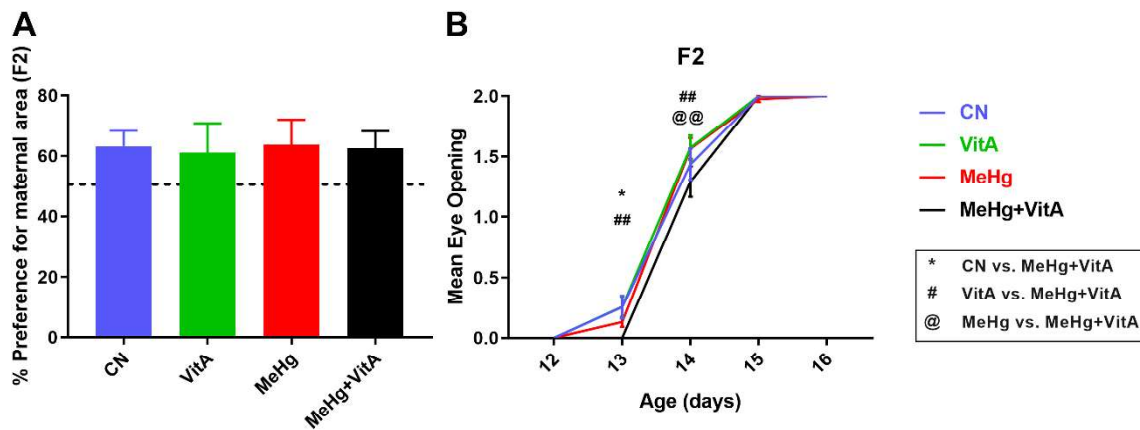 A
% Preference for maternal area (F2)
80
60
40
20
0
CN
VitA
MeHg
MeHg+VitA
B
F2
Mean Eye Opening
2.0
1.5
1.0
0.5
0.0
*
##
##
@@
12
13
14
15
16
Age (days)
CN
VitA
MeHg
MeHg+VitA
* CN vs. MeHg+VitA
# VitA vs. MeHg+VitA
@ MeHg vs. MeHg+VitA